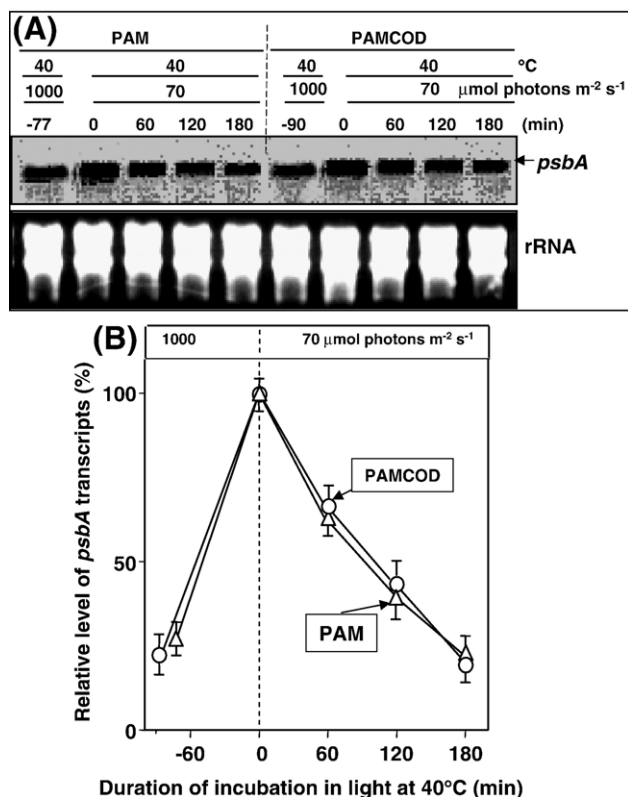 (A)
PAM PAMCOD
40 40 40 40 °C
1000 70 1000 70 μmol photons m⁻² s⁻¹
-77 0 60 120 180 -90 0 60 120 180 (min)
psbA
rRNA
(B)
1000 70 μmol photons m⁻² s⁻¹
Relative level of psbA transcripts (%)
100
50
0
PAMCOD
PAM
-60 0 60 120 180
Duration of incubation in light at 40°C (min)